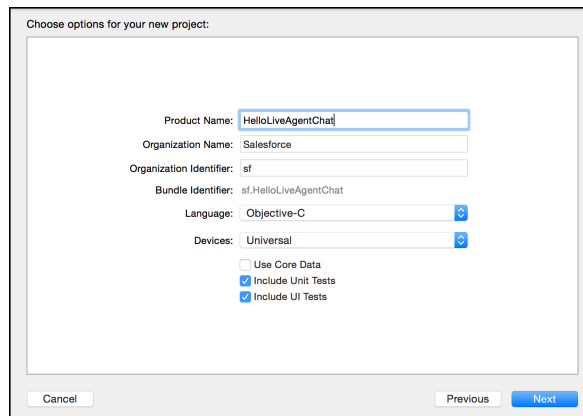 Choose options for your new project:
Product Name: HelloLiveAgentChat
Organization Name: Salesforce
Organization Identifier: sf
Bundle Identifier: sf.HelloLiveAgentChat
Language: Objective-C
Devices: Universal
Use Core Data
Include Unit Tests
Include UI Tests
Cancel Previous Next